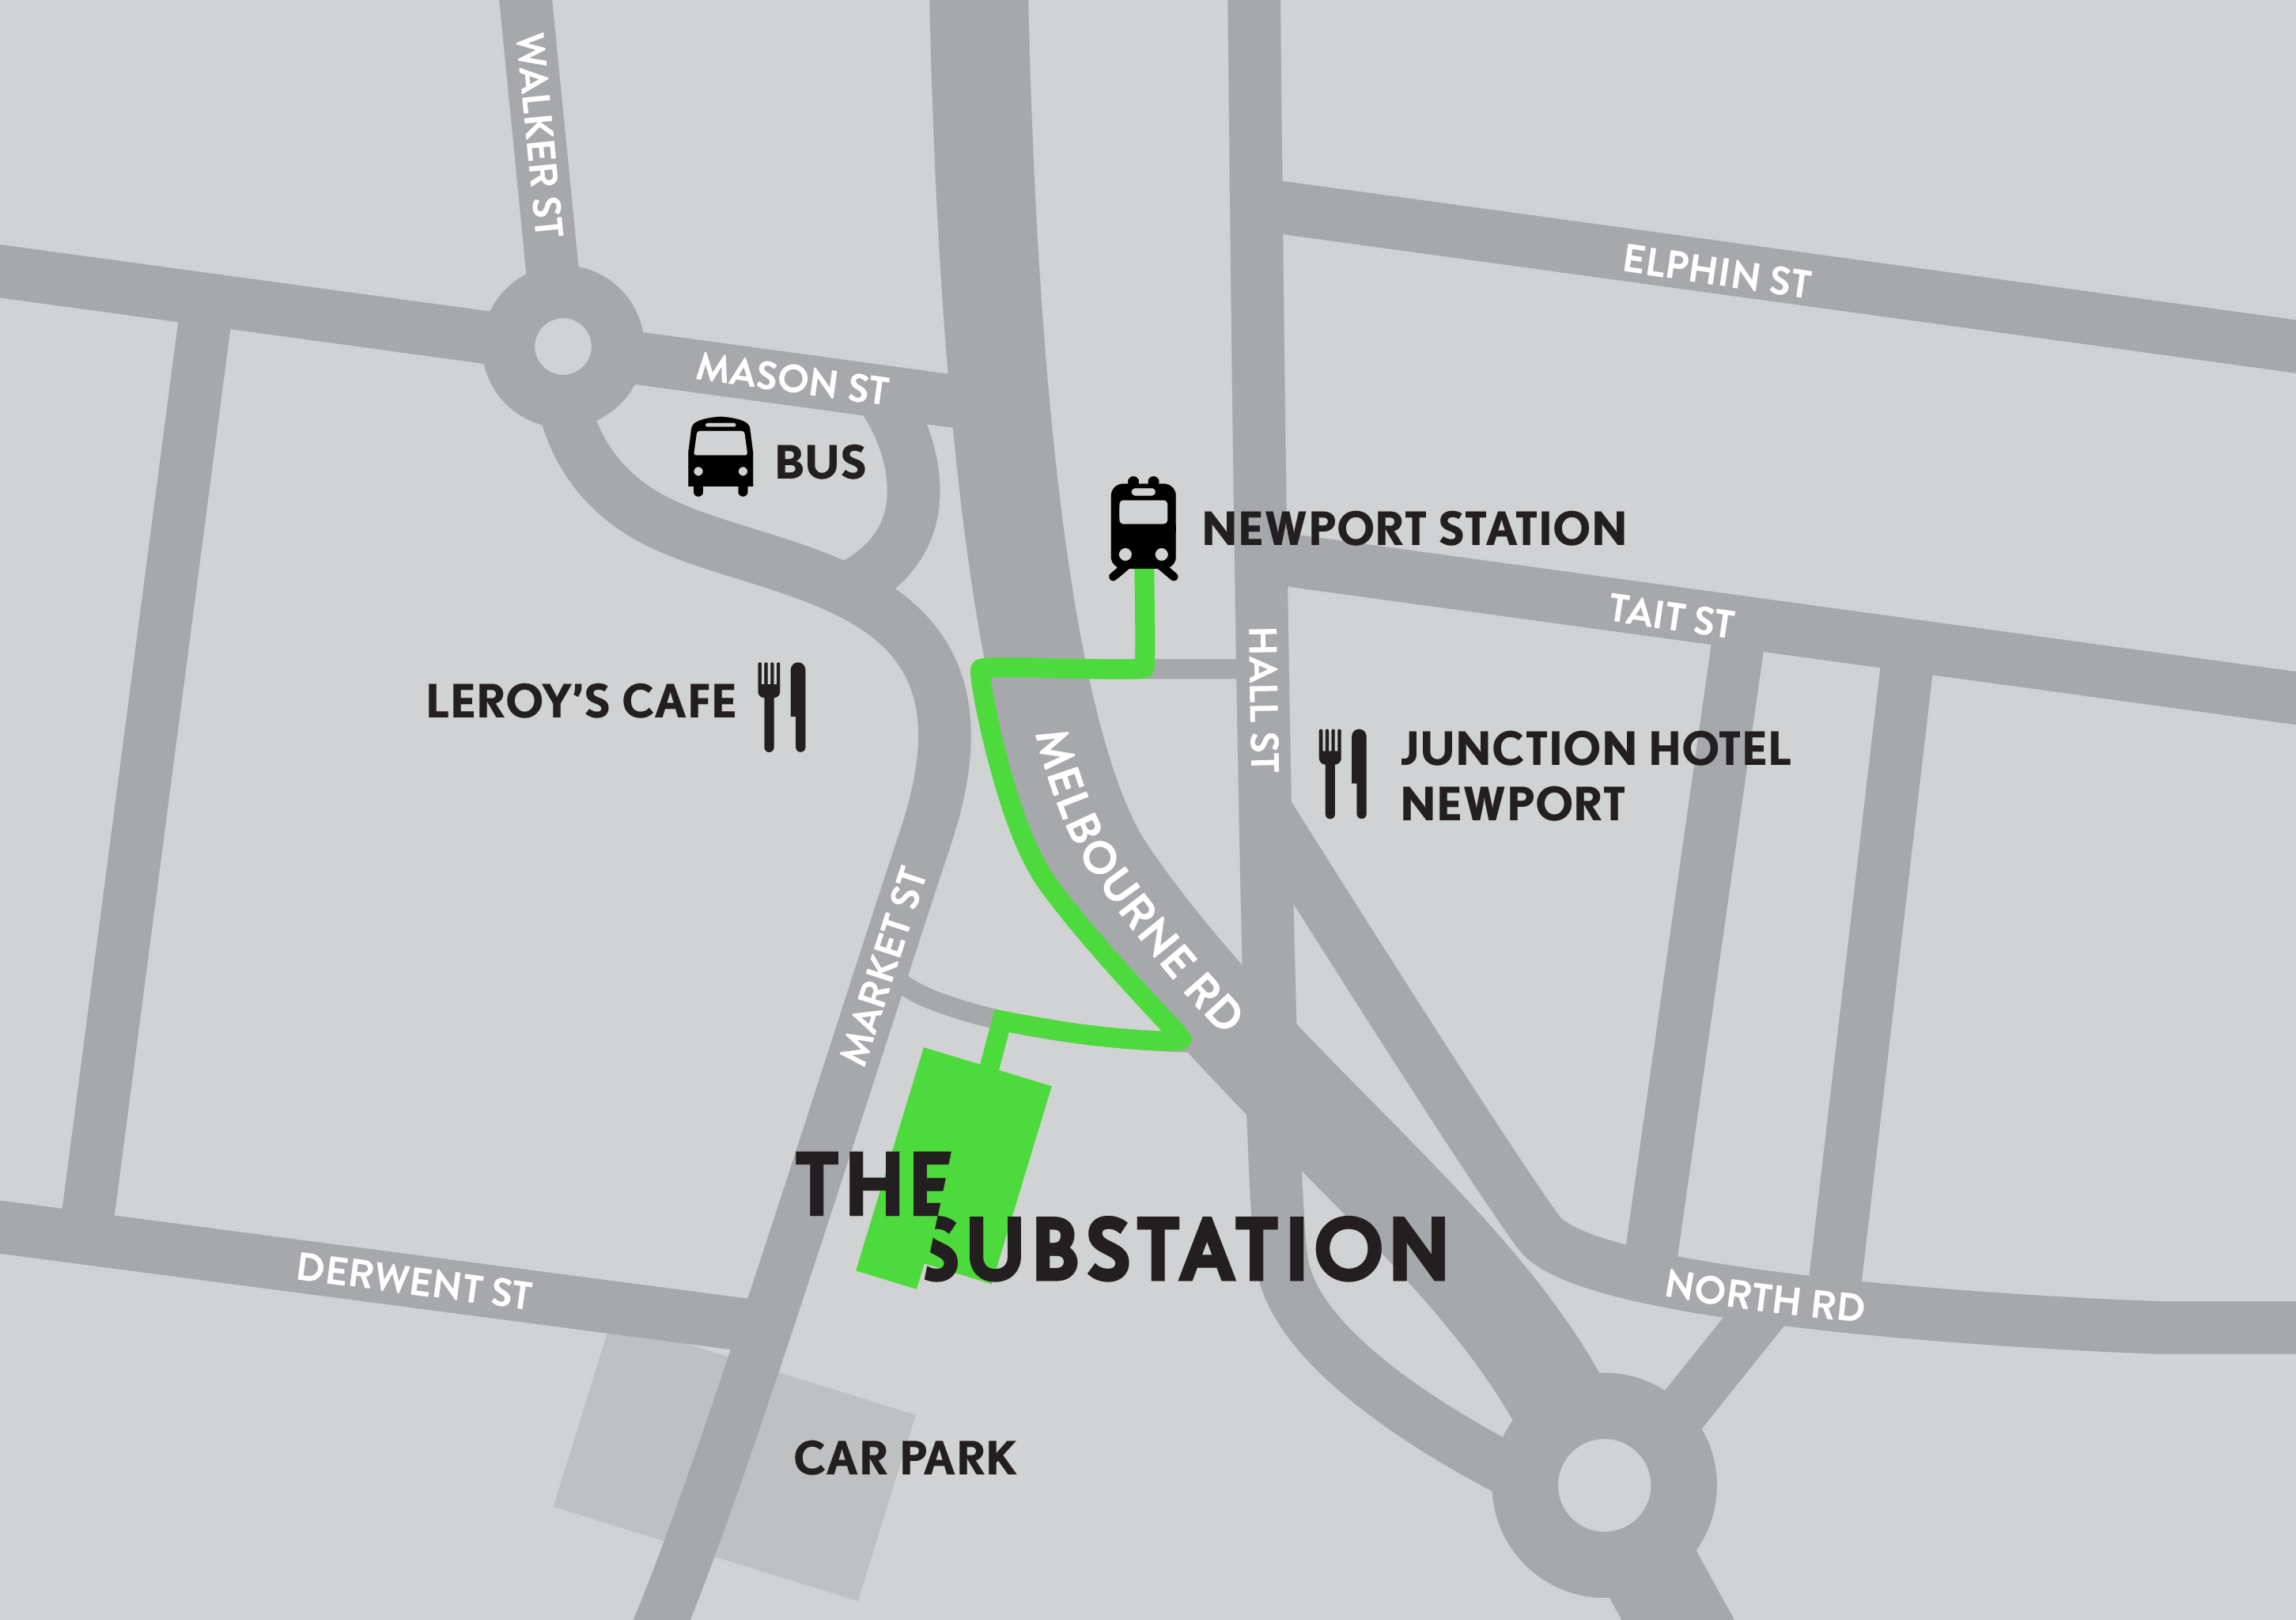 WALKER ST
ELPHIN ST
MASON ST
BUS
NEWPORT STATION
TAIT ST
HALL ST
LEROY'S CAFE
JUNCTION HOTEL
NEWPORT
MELBOURNE RD
MARKET ST
THE
SUBSTATION
DERWENT ST
NORTH RD
CAR PARK